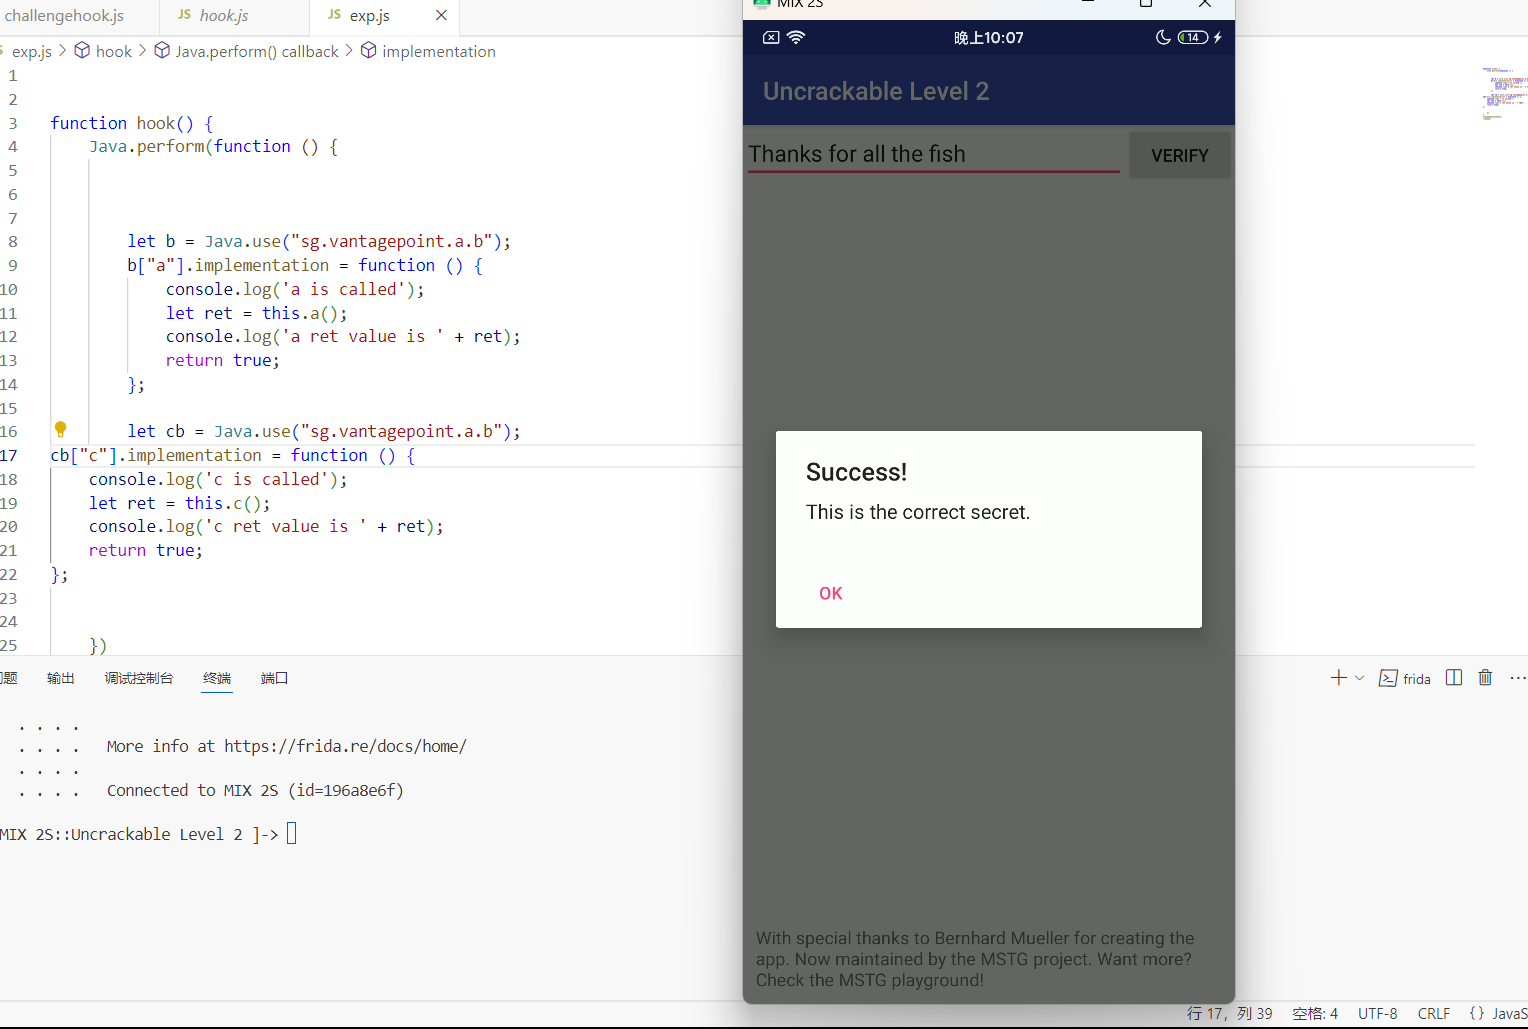 challengehook.js
JS hook.js
JS exp.js
exp.js > hook > Java.perform() callback > implementation
1
2
3 function hook() {
4 Java.perform(function () {
5
6
7
8 let b = Java.use("sg.vantagepoint.a.b");
9 b["a"].implementation = function () {
10 console.log('a is called');
11 let ret = this.a();
12 console.log('a ret value is ' + ret);
13 return true;
14 };
15
16 let cb = Java.use("sg.vantagepoint.a.b");
17 cb["c"].implementation = function () {
18 console.log('c is called');
19 let ret = this.c();
20 console.log('c ret value is ' + ret);
21 return true;
22 };
23
24
25 })
题 输出 调试控制台 终端 端口
frida
. . . .
. . . . More info at https://frida.re/docs/home/
. . . .
. . . . Connected to MIX 2S (id=196a8e6f)
MIX 2S::Uncrackable Level 2 ]->
MIX 2S
晚上10:07
14
Uncrackable Level 2
Thanks for all the fish
VERIFY
Success!
This is the correct secret.
OK
With special thanks to Bernhard Mueller for creating the
app. Now maintained by the MSTG project. Want more?
Check the MSTG playground!
行 17，列 39 空格: 4 UTF-8 CRLF {} JavaS